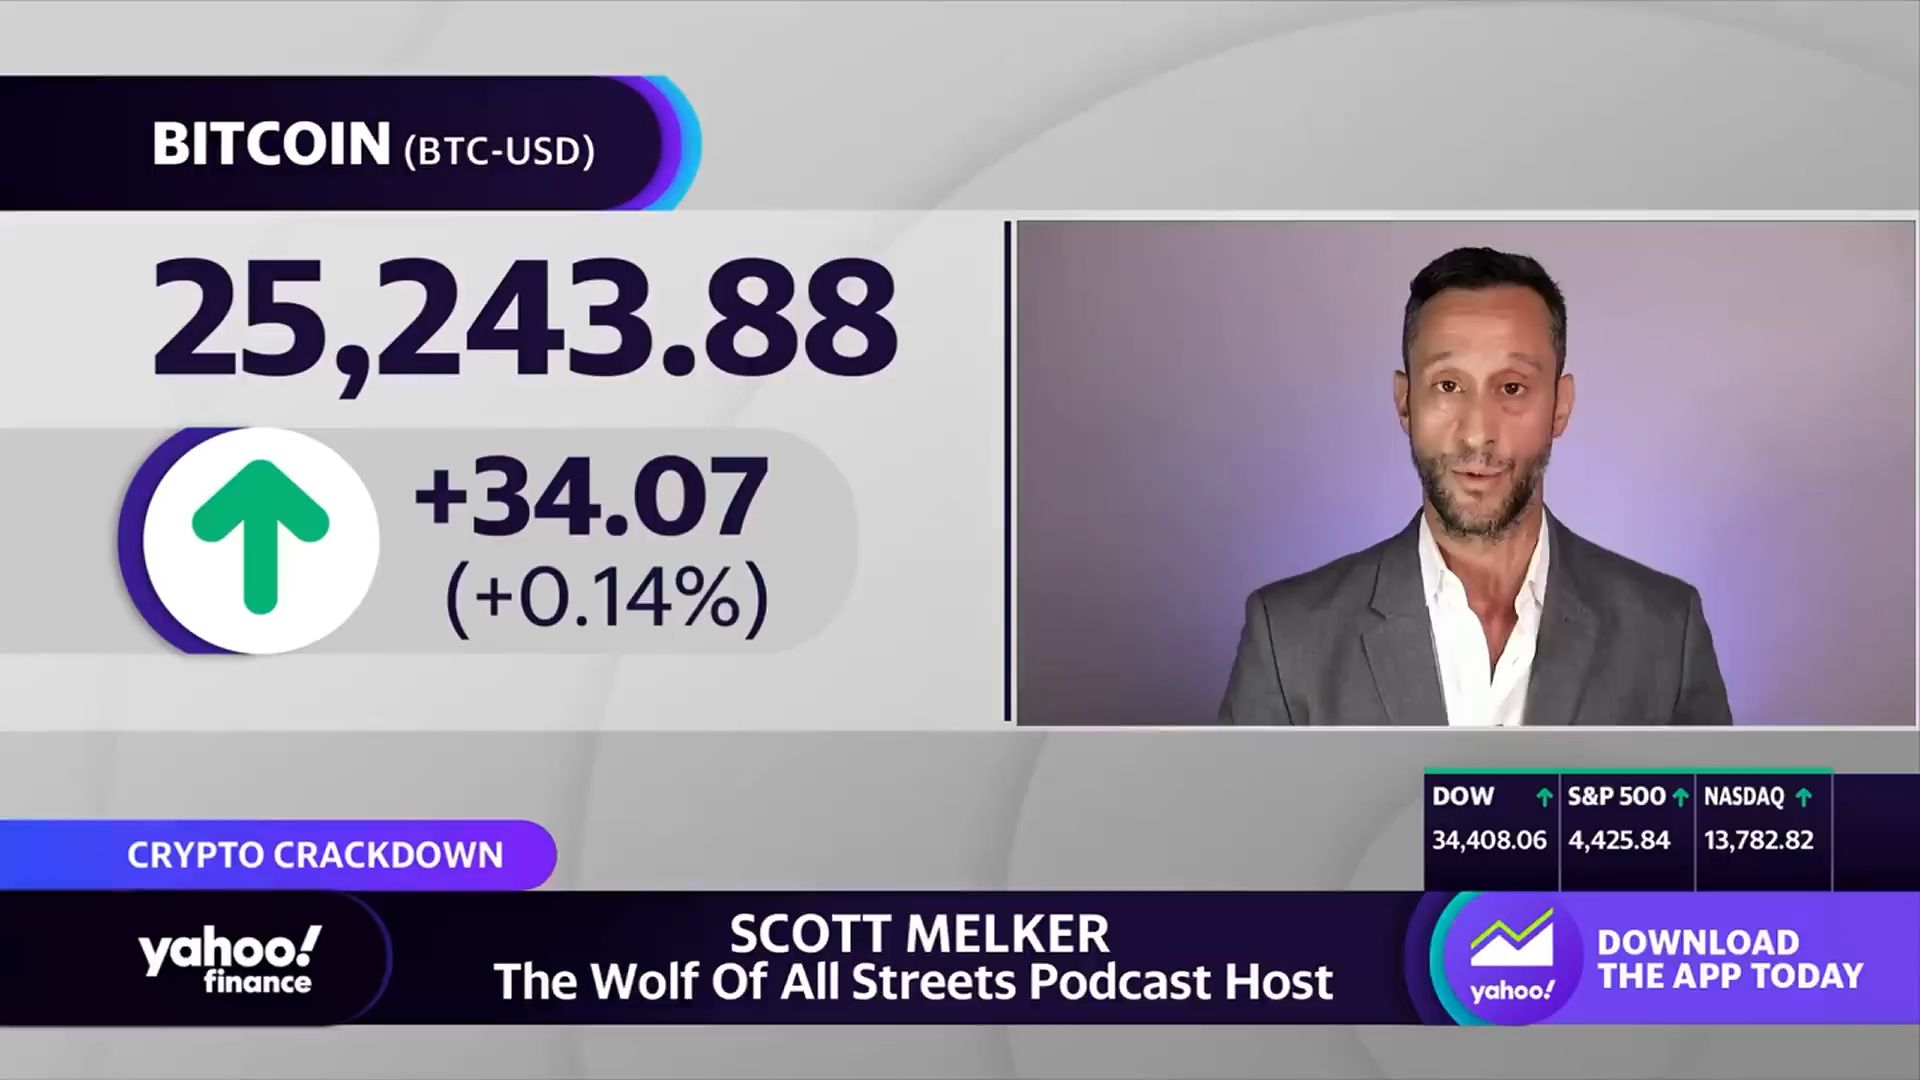 BITCOIN (BTC-USD)
25,243.88
+34.07
(+0.14%)
DOW
34,408.06
S&P 500
4,425.84
NASDAQ
13,782.82
CRYPTO CRACKDOWN
yahoo!
finance
SCOTT MELKER
The Wolf Of All Streets Podcast Host
yahoo!
DOWNLOAD
THE APP TODAY